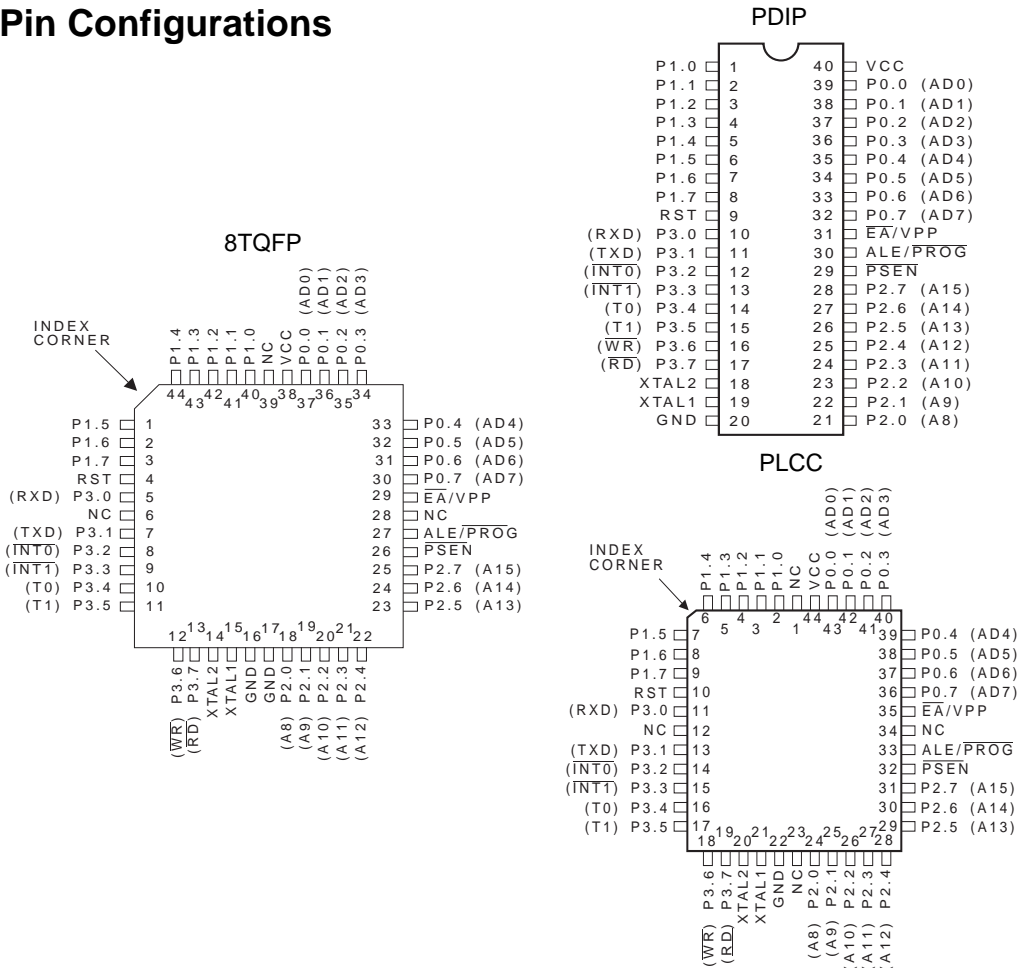 Pin Configurations
PDIP
P1.0 1 40 VCC
P1.1 2 39 P0.0 (AD0)
P1.2 3 38 P0.1 (AD1)
P1.3 4 37 P0.2 (AD2)
P1.4 5 36 P0.3 (AD3)
P1.5 6 35 P0.4 (AD4)
P1.6 7 34 P0.5 (AD5)
P1.7 8 33 P0.6 (AD6)
RST 9 32 P0.7 (AD7)
(RXD) P3.0 10 31 EA/VPP
(TXD) P3.1 11 30 ALE/PROG
(INT0) P3.2 12 29 PSEN
(INT1) P3.3 13 28 P2.7 (A15)
(T0) P3.4 14 27 P2.6 (A14)
(T1) P3.5 15 26 P2.5 (A13)
(WR) P3.6 16 25 P2.4 (A12)
(RD) P3.7 17 24 P2.3 (A11)
XTAL2 18 23 P2.2 (A10)
XTAL1 19 22 P2.1 (A9)
GND 20 21 P2.0 (A8)
8TQFP
INDEX
CORNER
P1.4 P1.3 P1.2 P1.1 P1.0 NC VCC P0.0 (AD0) P0.1 (AD1) P0.2 (AD2) P0.3 (AD3)
44 43 42 41 40 39 38 37 36 35 34
P1.5 1 33 P0.4 (AD4)
P1.6 2 32 P0.5 (AD5)
P1.7 3 31 P0.6 (AD6)
RST 4 30 P0.7 (AD7)
(RXD) P3.0 5 29 EA/VPP
NC 6 28 NC
(TXD) P3.1 7 27 ALE/PROG
(INT0) P3.2 8 26 PSEN
(INT1) P3.3 9 25 P2.7 (A15)
(T0) P3.4 10 24 P2.6 (A14)
(T1) P3.5 11 23 P2.5 (A13)
12 13 14 15 16 17 18 19 20 21 22
(WR) P3.6 (RD) P3.7 XTAL2 XTAL1 GND GND (A8) P2.0 (A9) P2.1 (A10) P2.2 (A11) P2.3 (A12) P2.4
PLCC
INDEX
CORNER
P1.4 P1.3 P1.2 P1.1 P1.0 NC VCC P0.0 (AD0) P0.1 (AD1) P0.2 (AD2) P0.3 (AD3)
6 5 4 3 2 1 44 43 42 41 40
P1.5 7 39 P0.4 (AD4)
P1.6 8 38 P0.5 (AD5)
P1.7 9 37 P0.6 (AD6)
RST 10 36 P0.7 (AD7)
(RXD) P3.0 11 35 EA/VPP
NC 12 34 NC
(TXD) P3.1 13 33 ALE/PROG
(INT0) P3.2 14 32 PSEN
(INT1) P3.3 15 31 P2.7 (A15)
(T0) P3.4 16 30 P2.6 (A14)
(T1) P3.5 17 29 P2.5 (A13)
18 19 20 21 22 23 24 25 26 27 28
(WR) P3.6 (RD) P3.7 XTAL2 XTAL1 GND NC (A8) P2.0 (A9) P2.1 A10) P2.2 A11) P2.3 A12) P2.4